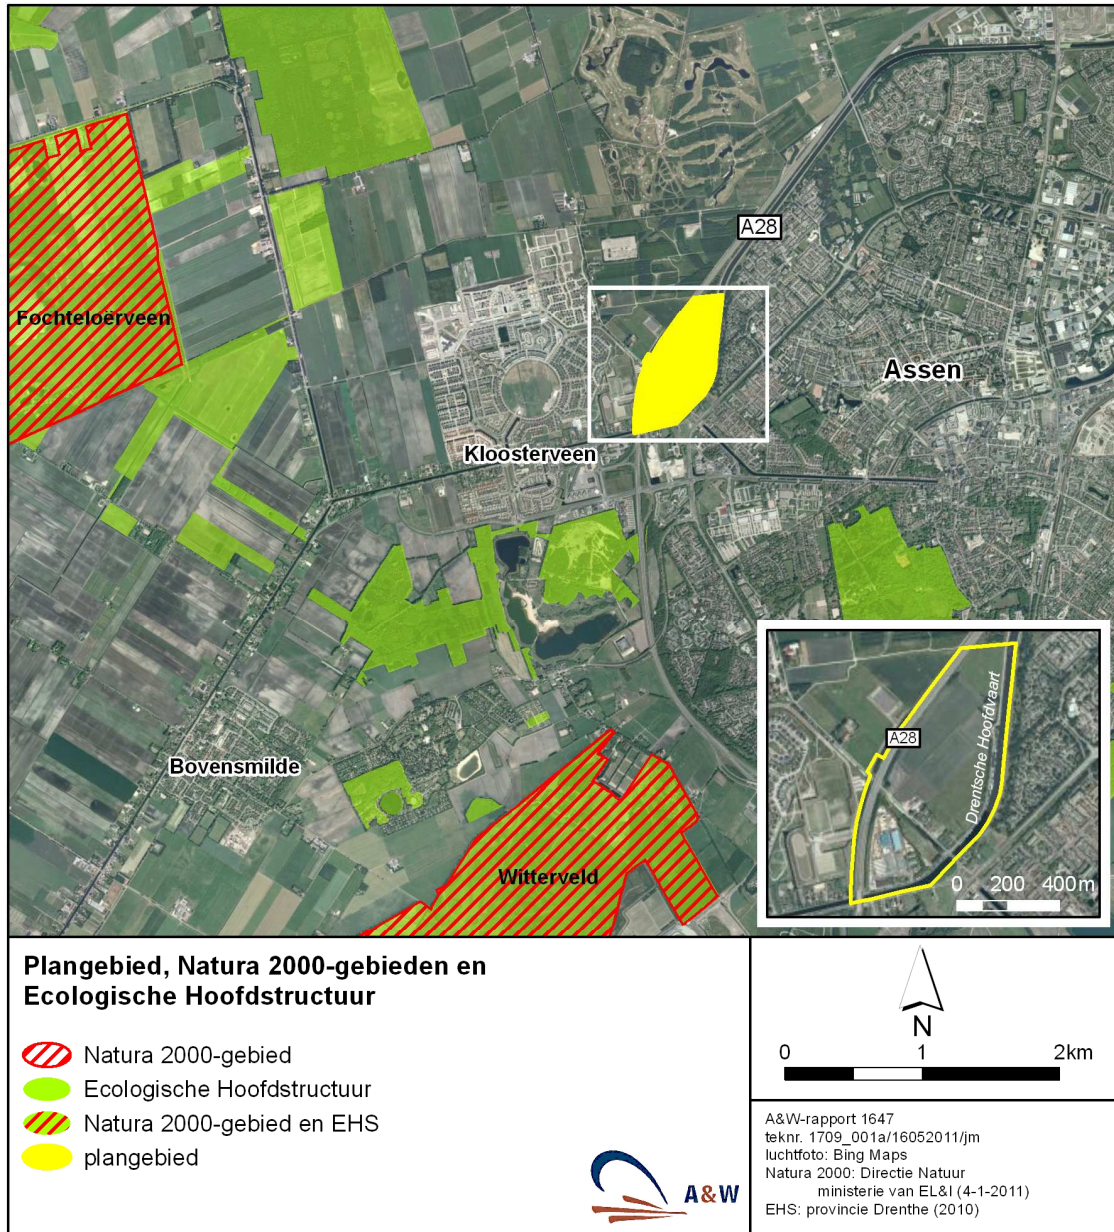 A28
Fochteloërveen
Assen
Kloosterveen
Bovensmilde
Witterveld
A28
Drentsche Hoofdvaart
0 200 400m
Plangebied, Natura 2000-gebieden en
Ecologische Hoofdstructuur
Natura 2000-gebied
Ecologische Hoofdstructuur
Natura 2000-gebied en EHS
plangebied
A&W
N
0 1 2km
A&W-rapport 1647
teknr. 1709_001a/16052011/jm
luchtfoto: Bing Maps
Natura 2000: Directie Natuur
ministerie van EL&I (4-1-2011)
EHS: provincie Drenthe (2010)